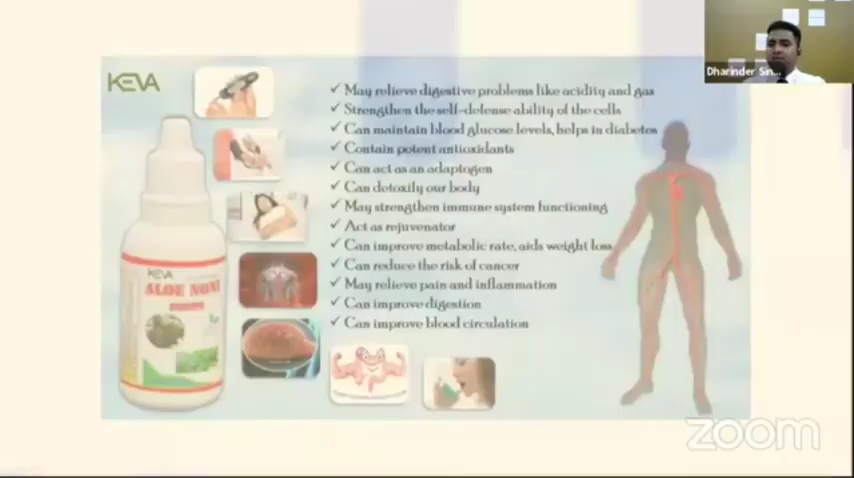 Dharinder Sin...
KEVA
✓ May relieve digestive problems like acidity and gas
✓ Strengthen the self-defense ability of the cells
✓ Can maintain blood glucose levels, helps in diabetes
✓ Contain potent antioxidants
✓ Can act as an adaptogen
✓ Can detoxify our body
✓ May strengthen immune system functioning
✓ Act as rejuvenator
✓ Can improve metabolic rate, aids weight loss
✓ Can reduce the risk of cancer
✓ May relieve pain and inflammation
✓ Can improve digestion
✓ Can improve blood circulation
KEVA
ALOE NONI
DROPS
zoom